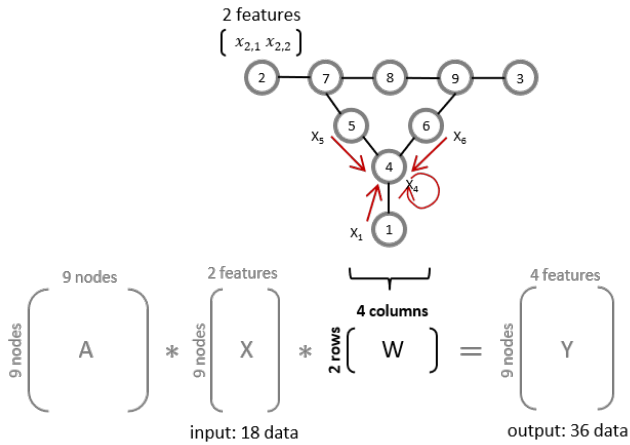 2 features
[ x2,1 x2,2 ]
2 7 8 9 3
5 6
X5 X6
4
X4
X1 1
9 nodes 2 features 4 features
4 columns
9 nodes A * 9 nodes X * 2 rows W = 9 nodes Y
input: 18 data output: 36 data